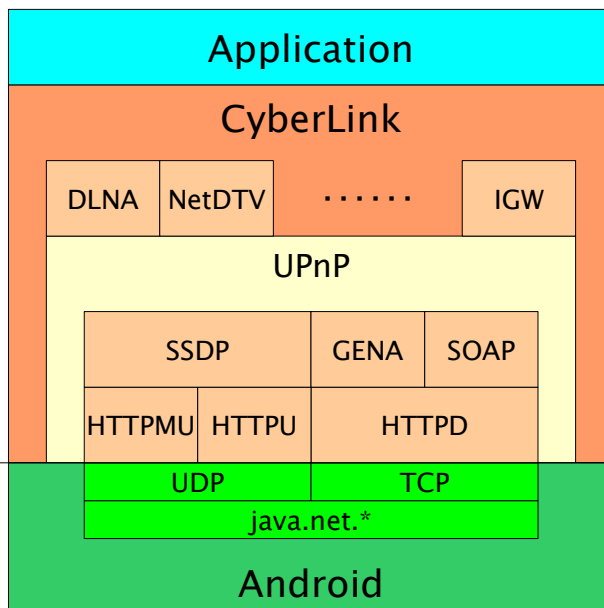 Application
CyberLink
DLNA NetDTV ······ IGW
UPnP
SSDP GENA SOAP
HTTPMU HTTPU HTTPD
UDP TCP
java.net.*
Android